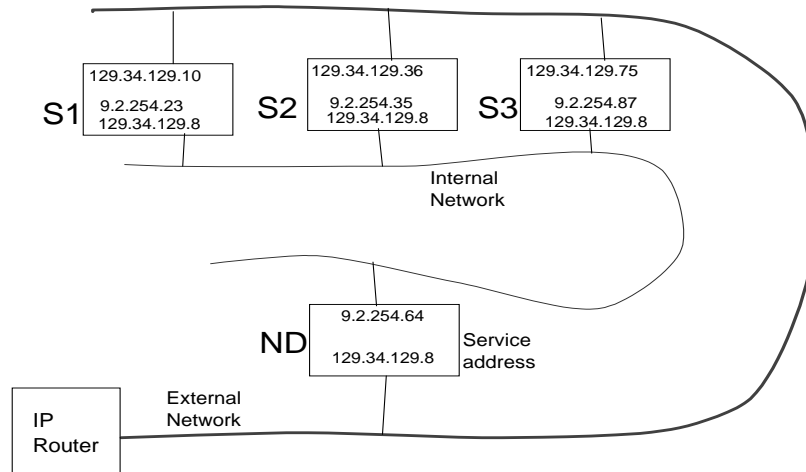 129.34.129.10
9.2.254.23
129.34.129.8
S1
129.34.129.36
9.2.254.35
129.34.129.8
S2
129.34.129.75
9.2.254.87
129.34.129.8
S3
Internal
Network
9.2.254.64
129.34.129.8
ND
Service
address
External
Network
IP
Router